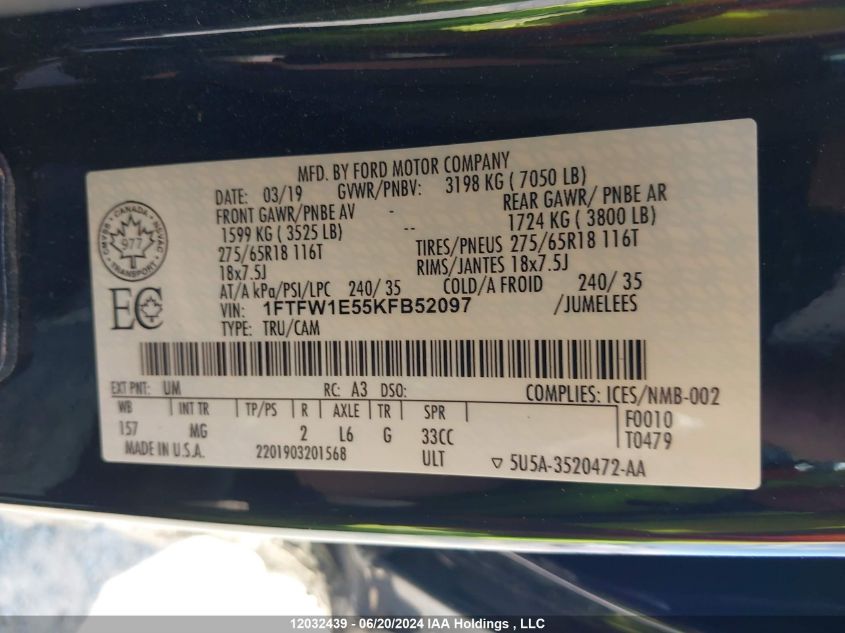 MFD. BY FORD MOTOR COMPANY
DATE: 03/19 GVWR/PNBV: 3198 KG ( 7050 LB)
FRONT GAWR/PNBE AV - REAR GAWR/ PNBE AR
1599 KG ( 3525 LB) -- 1724 KG ( 3800 LB)
275/65R18 116T TIRES/PNEUS 275/65R18 116T
18x7.5J RIMS/JANTES 18x7.5J
AT/A kPa/PSI/LPC 240/ 35 COLD/A FROID 240/ 35
VIN: 1FTFW1E55KFB52097 /JUMELEES
TYPE: TRU/CAM
CANADA
977
TRANSPORT
EC
EXT PNT: UM RC: A3 DSO: COMPLIES: ICES/NMB-002
WB INT TR TP/PS R AXLE TR SPR F0010
157 MG 2 L6 G 33CC T0479
MADE IN U.S.A. 2201903201568 ULT ▽ 5U5A-3520472-AA
12032439 - 06/20/2024 IAA Holdings , LLC